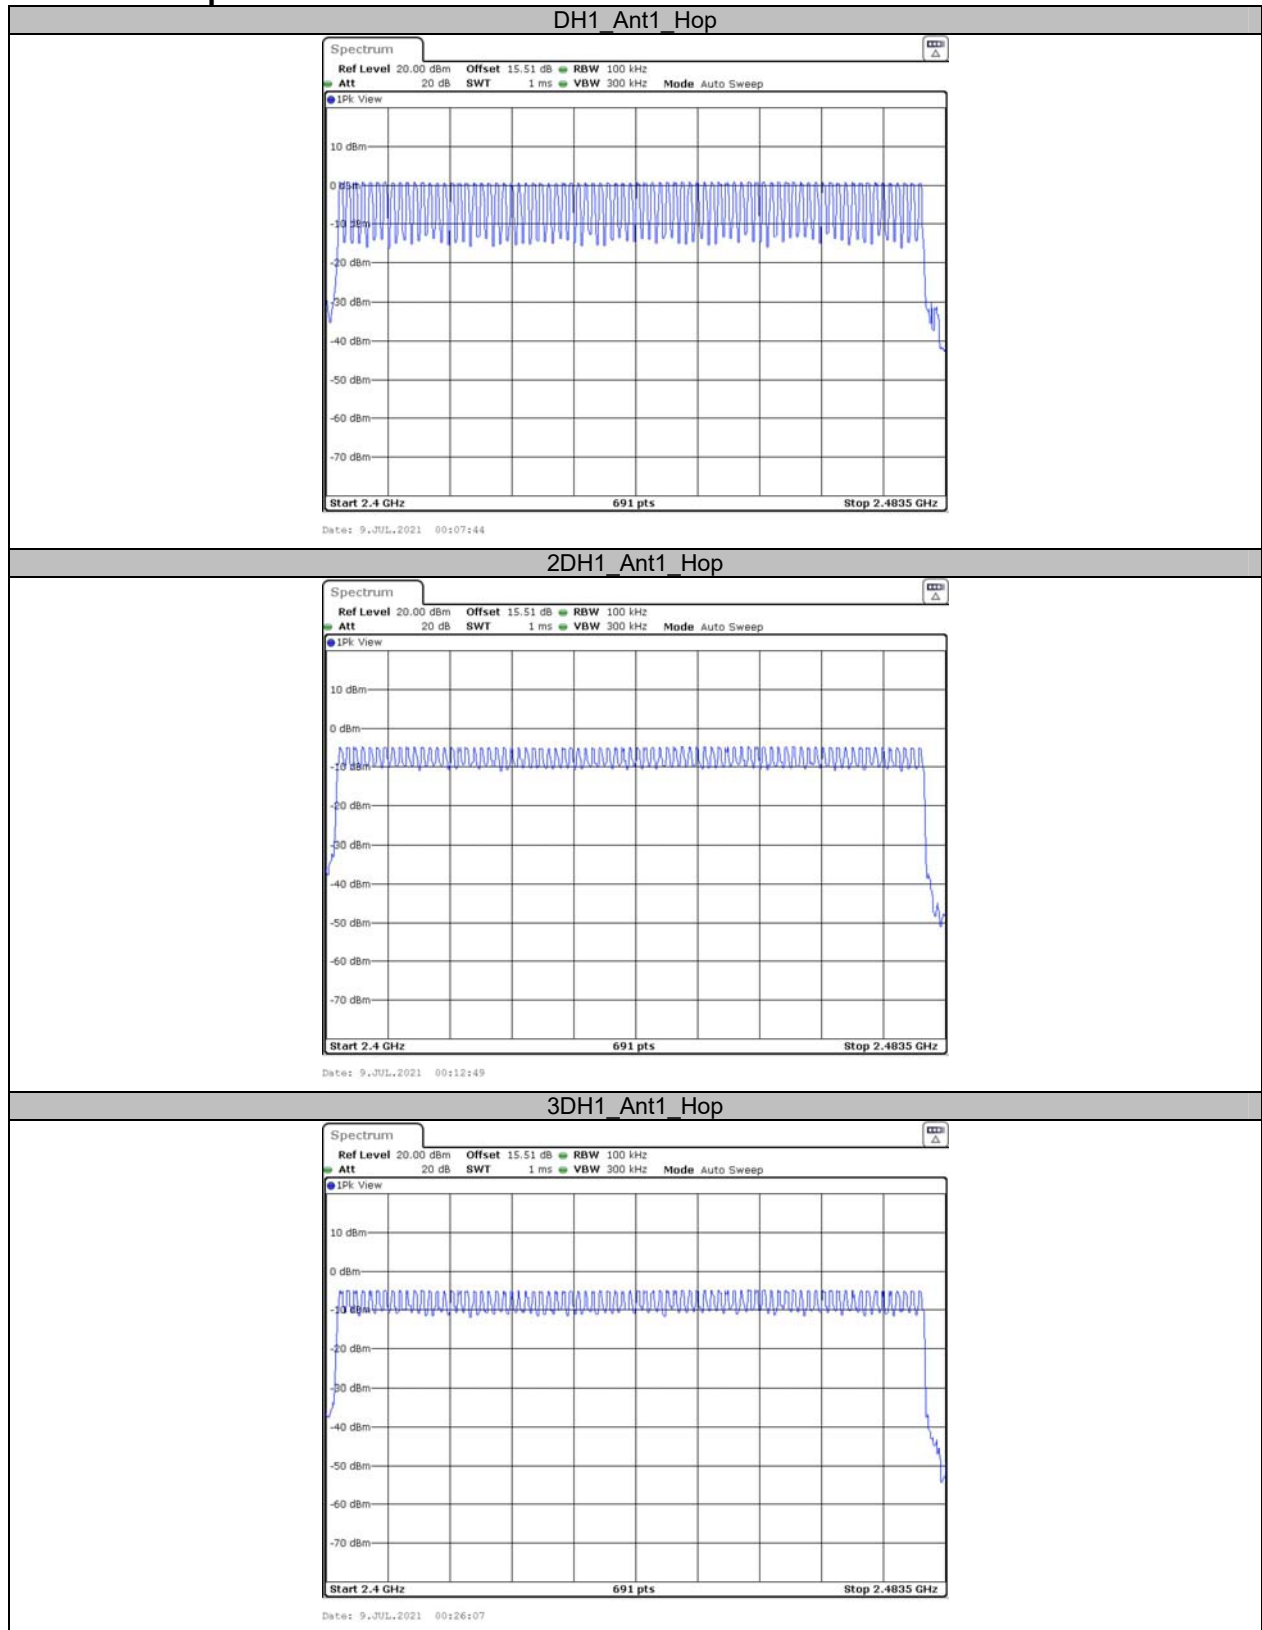 DH1_Ant1_Hop
Spectrum
Ref Level 20.00 dBm Offset 15.51 dB RBW 100 kHz
Att 20 dB SWT 1 ms VBW 300 kHz Mode Auto Sweep
1Pk View
10 dBm
0 dBm
-10 dBm
-20 dBm
-30 dBm
-40 dBm
-50 dBm
-60 dBm
-70 dBm
Start 2.4 GHz 691 pts Stop 2.4835 GHz
Date: 9.JUL.2021 00:07:44
2DH1_Ant1_Hop
Spectrum
Ref Level 20.00 dBm Offset 15.51 dB RBW 100 kHz
Att 20 dB SWT 1 ms VBW 300 kHz Mode Auto Sweep
1Pk View
10 dBm
0 dBm
-10 dBm
-20 dBm
-30 dBm
-40 dBm
-50 dBm
-60 dBm
-70 dBm
Start 2.4 GHz 691 pts Stop 2.4835 GHz
Date: 9.JUL.2021 00:12:49
3DH1_Ant1_Hop
Spectrum
Ref Level 20.00 dBm Offset 15.51 dB RBW 100 kHz
Att 20 dB SWT 1 ms VBW 300 kHz Mode Auto Sweep
1Pk View
10 dBm
0 dBm
-10 dBm
-20 dBm
-30 dBm
-40 dBm
-50 dBm
-60 dBm
-70 dBm
Start 2.4 GHz 691 pts Stop 2.4835 GHz
Date: 9.JUL.2021 00:26:07